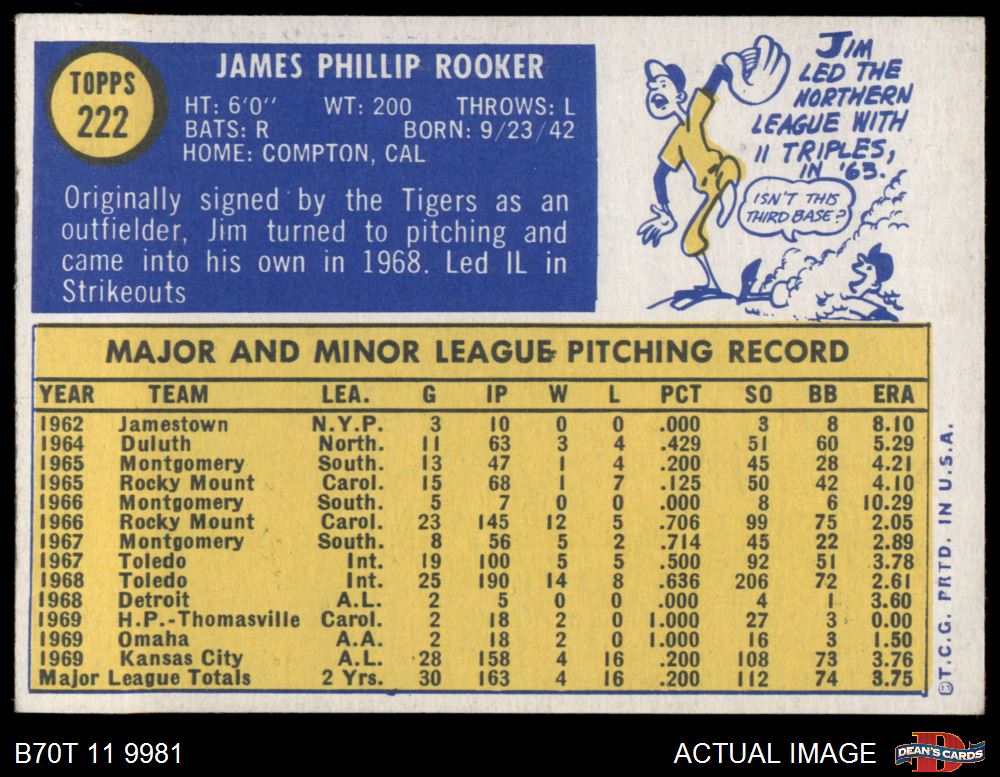 TOPPS
222
JAMES PHILLIP ROOKER
HT: 6'0" WT: 200 THROWS: L
BATS: R BORN: 9/23/42
HOME: COMPTON, CAL
Originally signed by the Tigers as an
outfielder, Jim turned to pitching and
came into his own in 1968. Led IL in
Strikeouts
JIM
LED THE
NORTHERN
LEAGUE WITH
11 TRIPLES,
IN '63.
ISN'T THIS
THIRD BASE?
MAJOR AND MINOR LEAGUE PITCHING RECORD
YEAR TEAM LEA. G IP W L PCT SO BB ERA
1962 Jamestown N.Y.P. 3 10 0 0 .000 3 8 8.10
1964 Duluth North. 11 63 3 4 .429 51 60 5.29
1965 Montgomery South. 13 47 1 4 .200 45 28 4.21
1965 Rocky Mount Carol. 15 68 1 7 .125 50 42 4.10
1966 Montgomery South. 5 7 0 0 .000 8 6 10.29
1966 Rocky Mount Carol. 23 145 12 5 .706 99 75 2.05
1967 Montgomery South. 8 56 5 2 .714 45 22 2.89
1967 Toledo Int. 19 100 5 5 .500 92 51 3.78
1968 Toledo Int. 25 190 14 8 .636 206 72 2.61
1968 Detroit A.L. 2 5 0 0 .000 4 1 3.60
1969 H.P.-Thomasville Carol. 2 18 2 0 1.000 27 3 0.00
1969 Omaha A.A. 2 18 2 0 1.000 16 3 1.50
1969 Kansas City A.L. 28 158 4 16 .200 108 73 3.76
Major League Totals 2 Yrs. 30 163 4 16 .200 112 74 3.75
©T.C.G. PRTD. IN U.S.A.
B70T 11 9981
ACTUAL IMAGE
D
DEAN'S CARDS